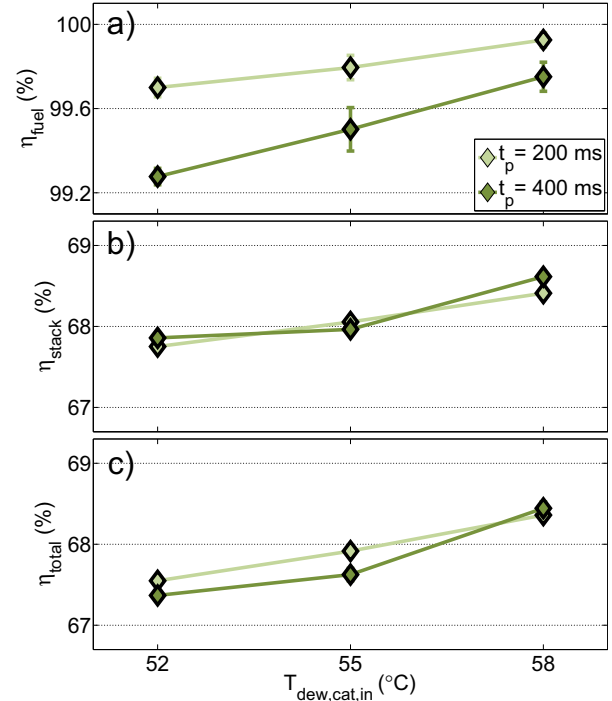 a)
100
99.6
99.2
η_fuel (%)
t_p = 200 ms
t_p = 400 ms
b)
69
68
67
η_stack (%)
c)
69
68
67
η_total (%)
52 55 58
T_dew,cat,in (°C)